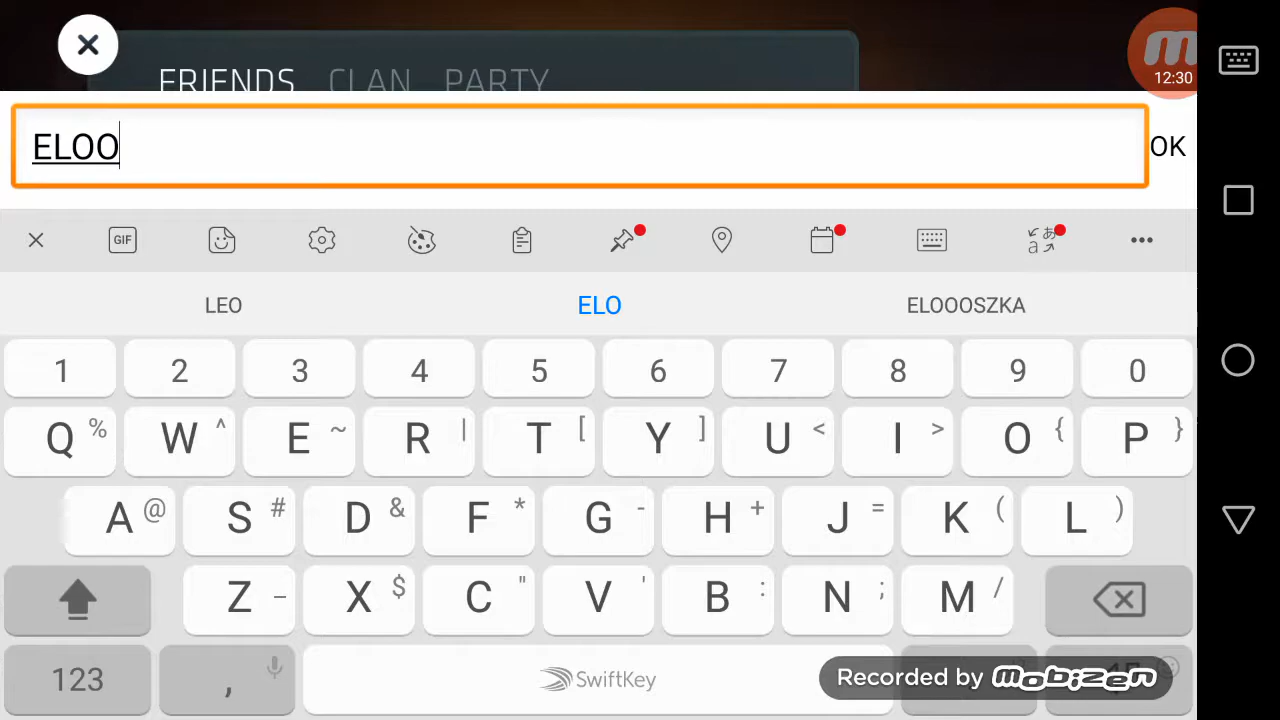 FRIENDS CLAN PARTY
12:30
ELOO
OK
GIF
LEO ELO ELOOOSZKA
1 2 3 4 5 6 7 8 9 0
Q % W ^ E ~ R | T [ Y ] U < I > O { P }
A @ S # D & F * G - H + J = K ( L )
Z _ X $ C " V ' B : N ; M /
123 , SwiftKey
Recorded by mobizen